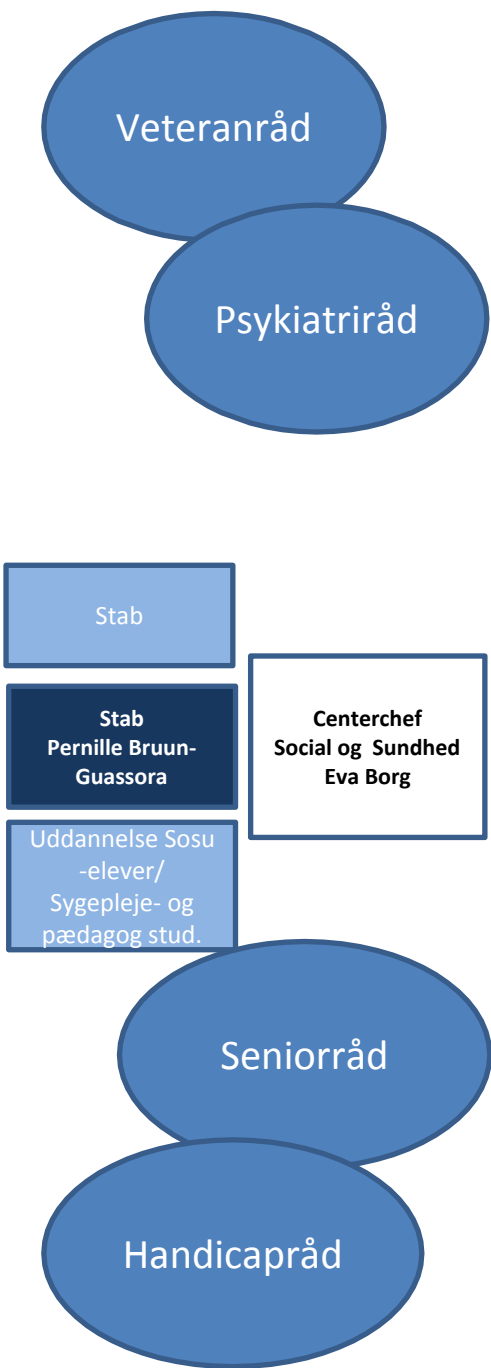 Veteranråd
Psykiatriråd
Stab
Stab
Pernille Bruun-
Guassora
Centerchef
Social og  Sundhed
Eva Borg
Uddannelse Sosu
-elever/
Sygepleje- og
pædagog stud.
Seniorråd
Handicapråd